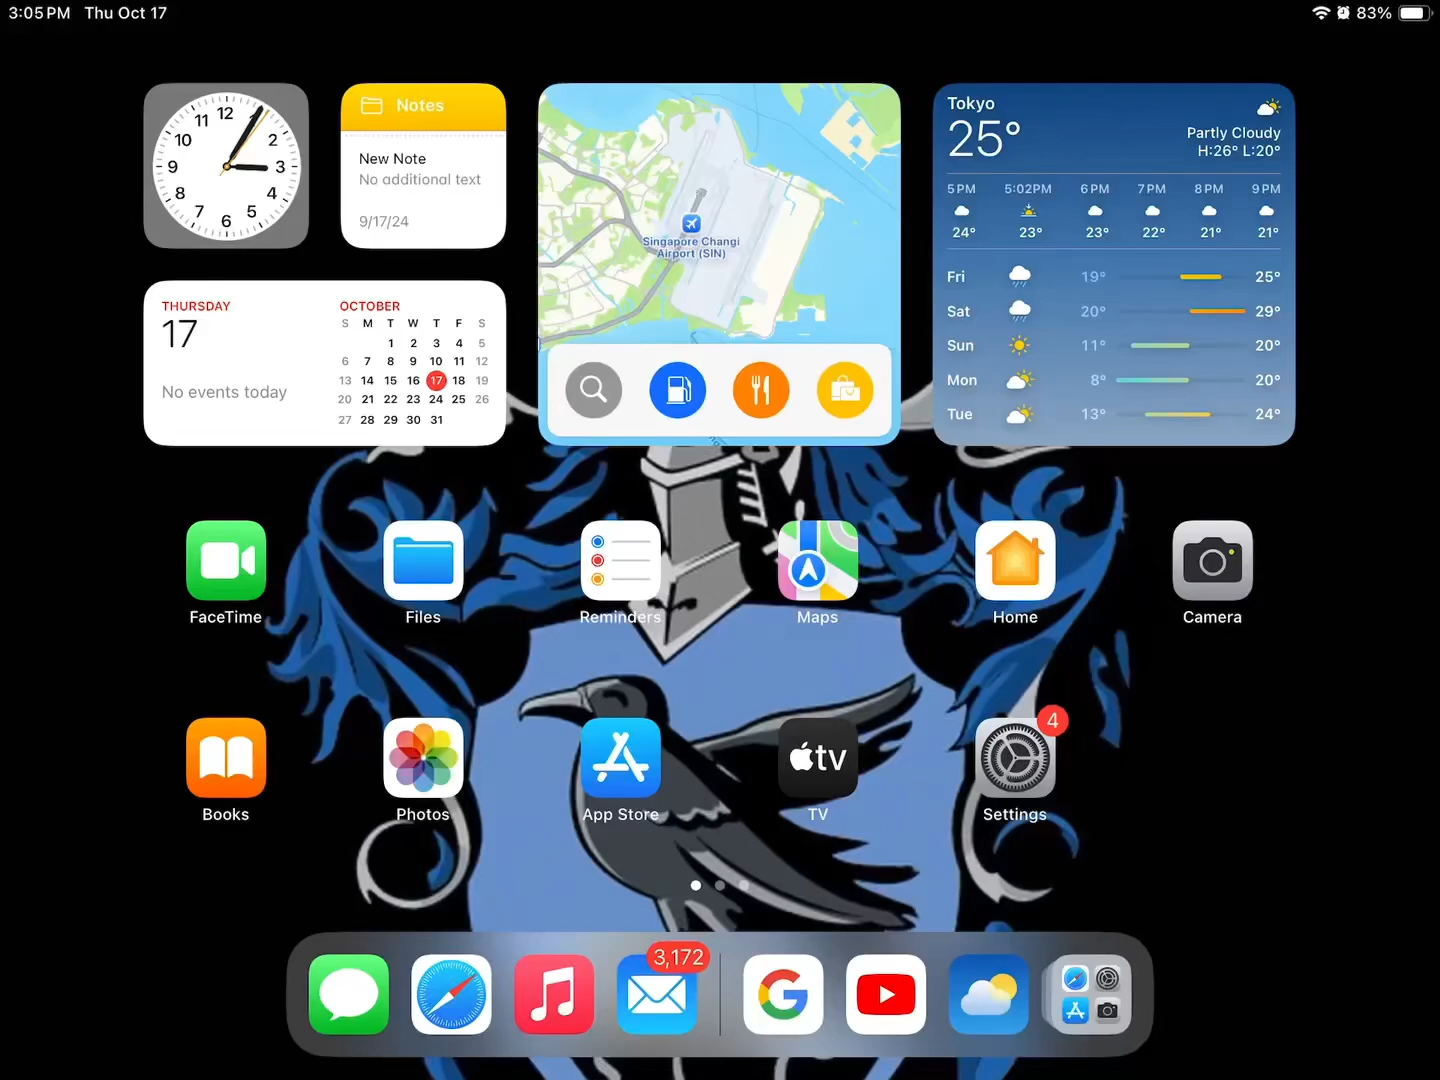 3:05 PM Thu Oct 17
83%
12
11
10
2
9
3
8
4
7
5
6
Notes
New Note
No additional text
9/17/24
THURSDAY
17
No events today
OCTOBER
S M T W T F S
1 2 3 4 5
6 7 8 9 10 11 12
13 14 15 16 17 18 19
20 21 22 23 24 25 26
27 28 29 30 31
Singapore Changi
Airport (SIN)
Tokyo
25°
Partly Cloudy
H:26° L:20°
5 PM 5:02PM 6 PM 7 PM 8 PM 9 PM
24° 23° 23° 22° 21° 21°
Fri 19° 25°
Sat 20° 29°
Sun 11° 20°
Mon 8° 20°
Tue 13° 24°
FaceTime
Files
Reminders
Maps
Home
Camera
tv
4
Books
Photos
App Store
TV
Settings
3,172
G